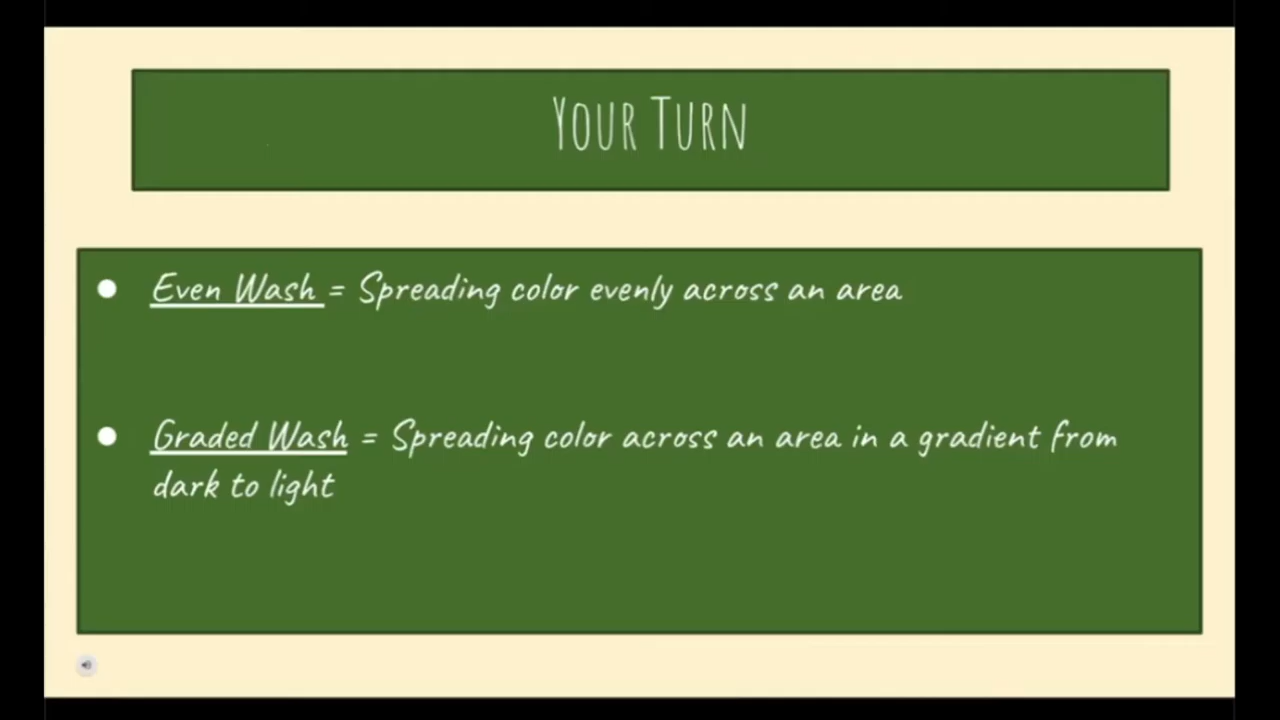 Your Turn
● Even Wash = Spreading color evenly across an area
● Graded Wash = Spreading color across an area in a gradient from
dark to light